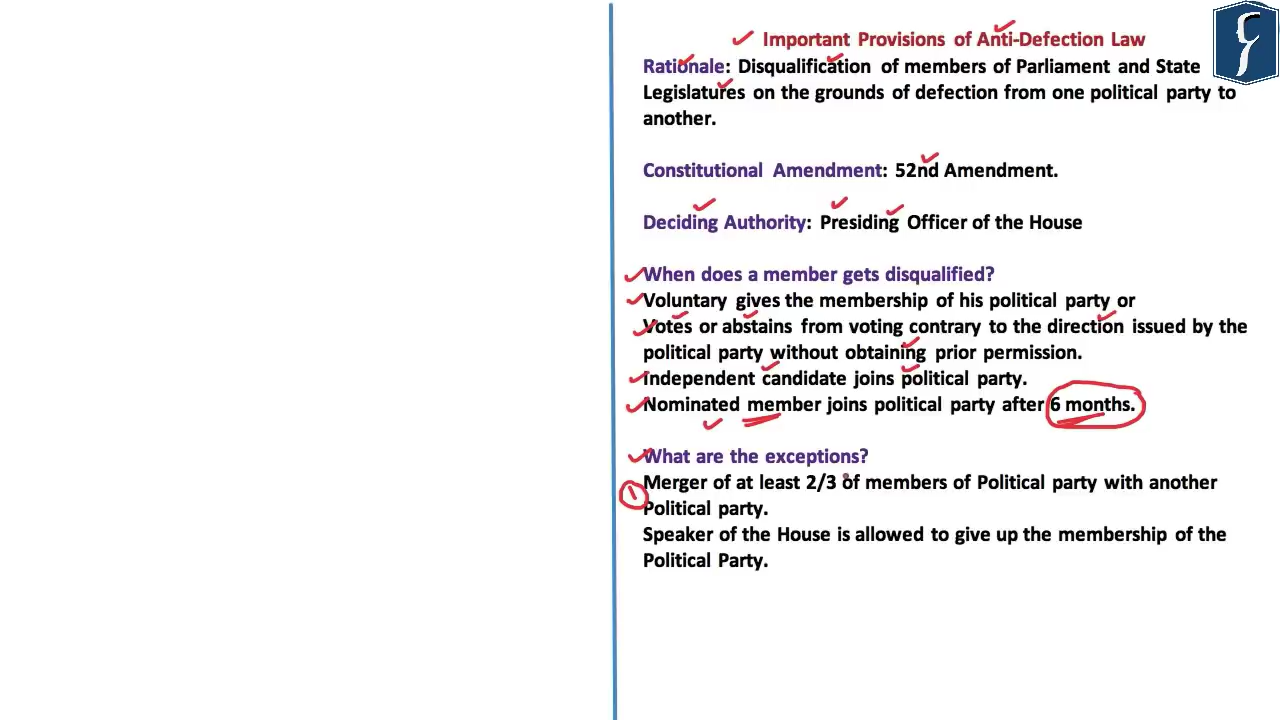 Important Provisions of Anti-Defection Law
Rationale: Disqualification of members of Parliament and State
Legislatures on the grounds of defection from one political party to
another.
Constitutional Amendment: 52nd Amendment.
Deciding Authority: Presiding Officer of the House
When does a member gets disqualified?
Voluntary gives the membership of his political party or
Votes or abstains from voting contrary to the direction issued by the
political party without obtaining prior permission.
Independent candidate joins political party.
Nominated member joins political party after 6 months.
What are the exceptions?
Merger of at least 2/3 of members of Political party with another
Political party.
Speaker of the House is allowed to give up the membership of the
Political Party.